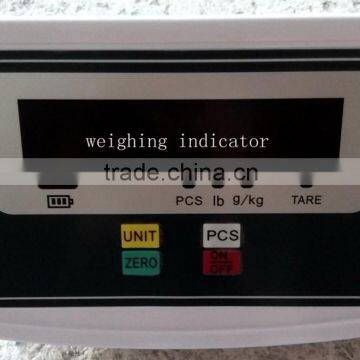 weighing indicator
trade.china.cn
PCS lb g/kg TARE
UNIT PCS
ZERO ON
OFF